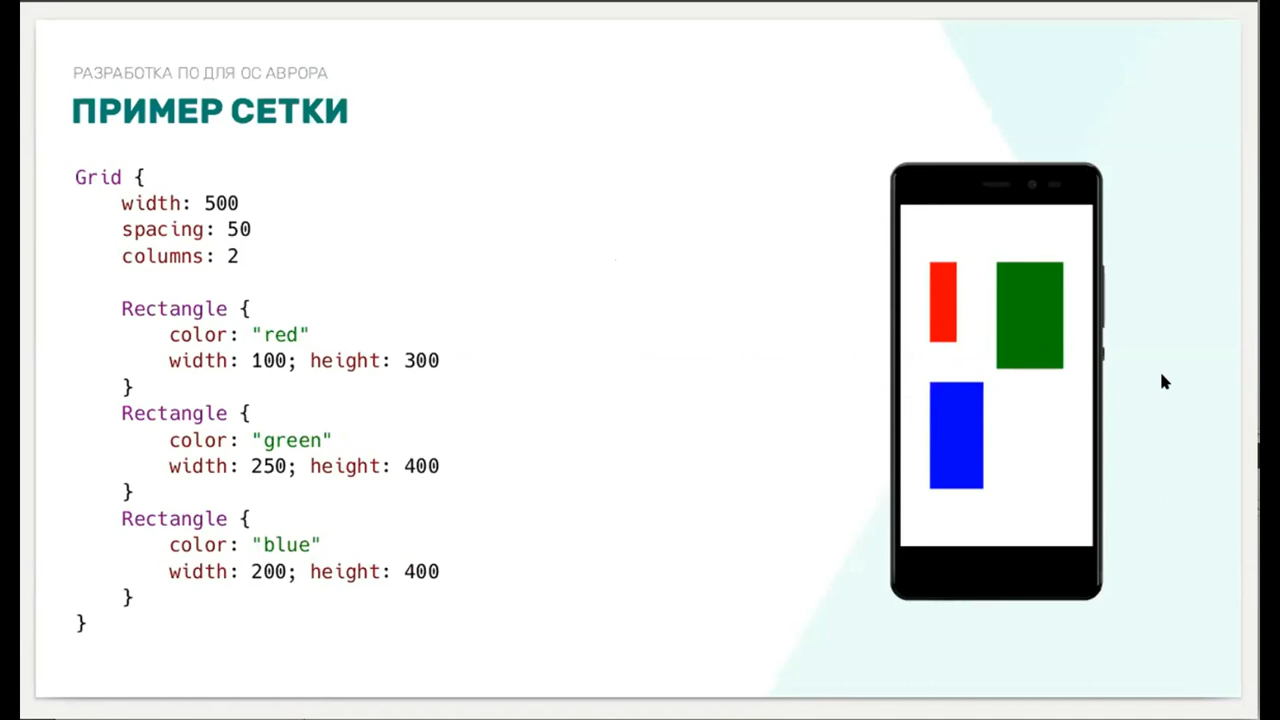 РАЗРАБОТКА ПО ДЛЯ ОС АВРОРА
ПРИМЕР СЕТКИ
Grid {
    width: 500
    spacing: 50
    columns: 2

    Rectangle {
        color: "red"
        width: 100; height: 300
    }
    Rectangle {
        color: "green"
        width: 250; height: 400
    }
    Rectangle {
        color: "blue"
        width: 200; height: 400
    }
}